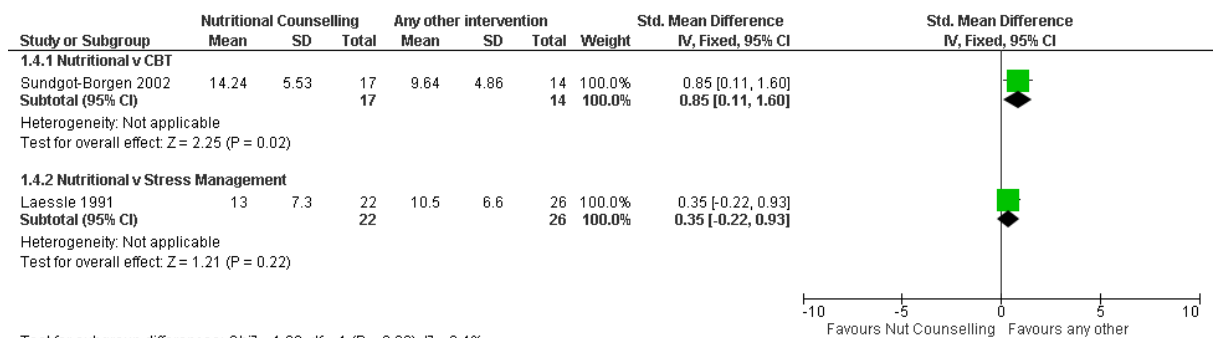 Nutritional Counselling Any other intervention Std. Mean Difference Std. Mean Difference
Study or Subgroup Mean SD Total Mean SD Total Weight IV, Fixed, 95% CI IV, Fixed, 95% CI
1.4.1 Nutritional v CBT
Sundgot-Borgen 2002 14.24 5.53 17 9.64 4.86 14 100.0% 0.85 [0.11, 1.60]
Subtotal (95% CI) 17 14 100.0% 0.85 [0.11, 1.60]
Heterogeneity: Not applicable
Test for overall effect: Z = 2.25 (P = 0.02)
1.4.2 Nutritional v Stress Management
Laessle 1991 13 7.3 22 10.5 6.6 26 100.0% 0.35 [-0.22, 0.93]
Subtotal (95% CI) 22 26 100.0% 0.35 [-0.22, 0.93]
Heterogeneity: Not applicable
Test for overall effect: Z = 1.21 (P = 0.22)
-10 -5 0 5 10
Favours Nut Counselling Favours any other